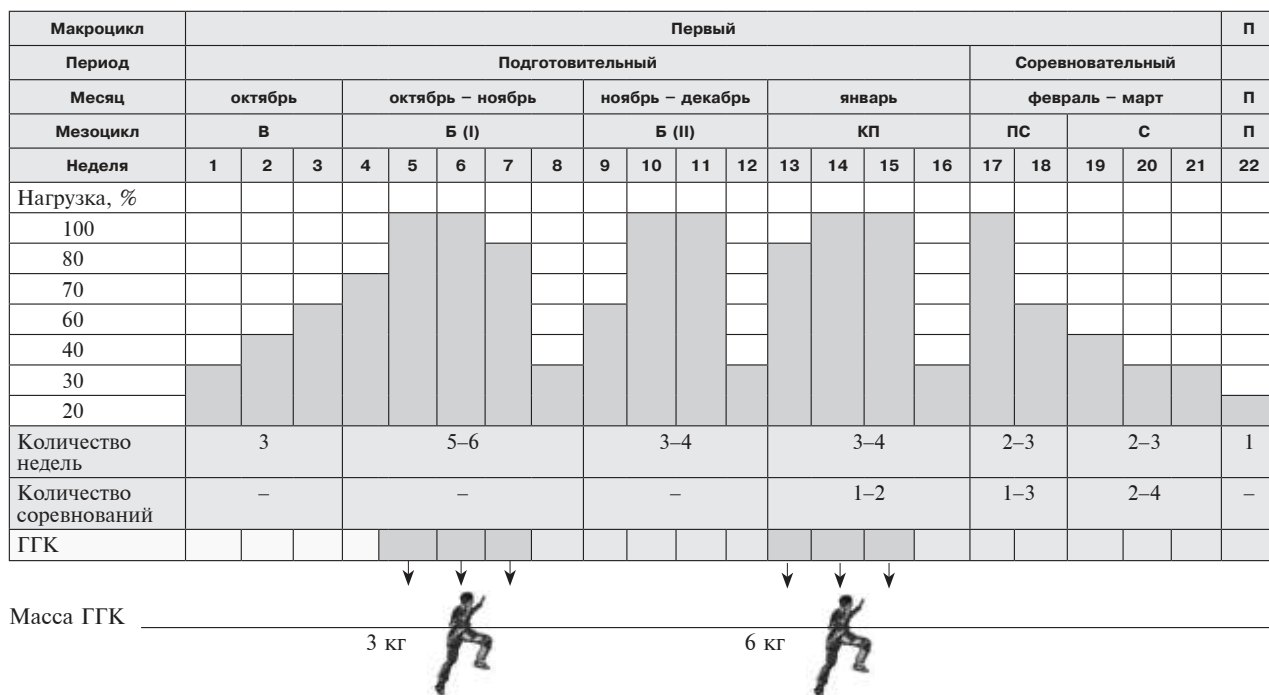 Макроцикл Первый П
Период Подготовительный Соревновательный
Месяц октябрь октябрь – ноябрь ноябрь – декабрь январь февраль – март П
Мезоцикл В Б (I) Б (II) КП ПС С П
Неделя 1 2 3 4 5 6 7 8 9 10 11 12 13 14 15 16 17 18 19 20 21 22
Нагрузка, %
100
80
70
60
40
30
20
Количество
недель 3 5–6 3–4 3–4 2–3 2–3 1
Количество
соревнований – – – 1–2 1–3 2–4 –
ГГК
Масса ГГК
3 кг 6 кг